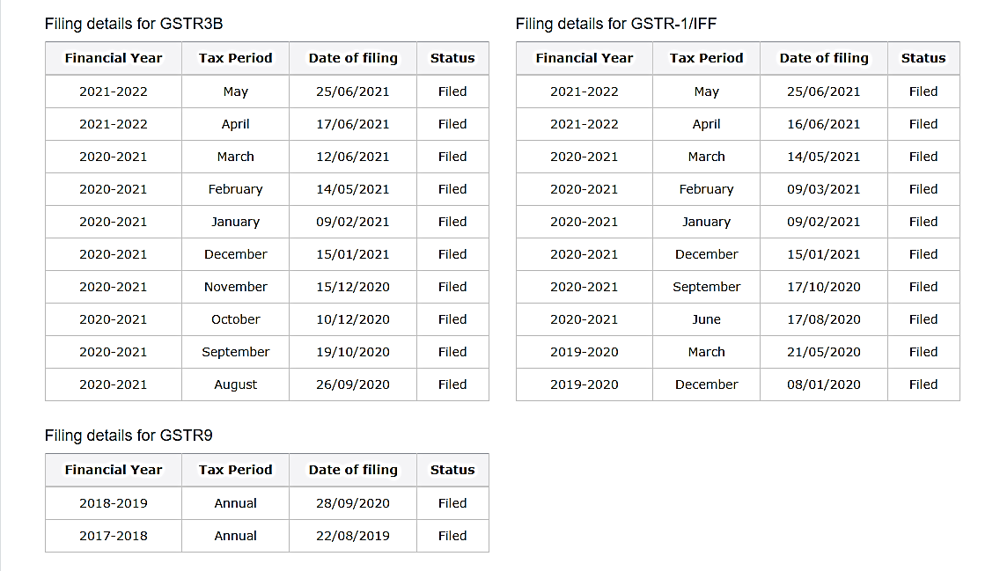 Filing details for GSTR3B
Financial Year Tax Period Date of filing Status
2021-2022 May 25/06/2021 Filed
2021-2022 April 17/06/2021 Filed
2020-2021 March 12/06/2021 Filed
2020-2021 February 14/05/2021 Filed
2020-2021 January 09/02/2021 Filed
2020-2021 December 15/01/2021 Filed
2020-2021 November 15/12/2020 Filed
2020-2021 October 10/12/2020 Filed
2020-2021 September 19/10/2020 Filed
2020-2021 August 26/09/2020 Filed
Filing details for GSTR-1/IFF
Financial Year Tax Period Date of filing Status
2021-2022 May 25/06/2021 Filed
2021-2022 April 16/06/2021 Filed
2020-2021 March 14/05/2021 Filed
2020-2021 February 09/03/2021 Filed
2020-2021 January 09/02/2021 Filed
2020-2021 December 15/01/2021 Filed
2020-2021 September 17/10/2020 Filed
2020-2021 June 17/08/2020 Filed
2019-2020 March 21/05/2020 Filed
2019-2020 December 08/01/2020 Filed
Filing details for GSTR9
Financial Year Tax Period Date of filing Status
2018-2019 Annual 28/09/2020 Filed
2017-2018 Annual 22/08/2019 Filed